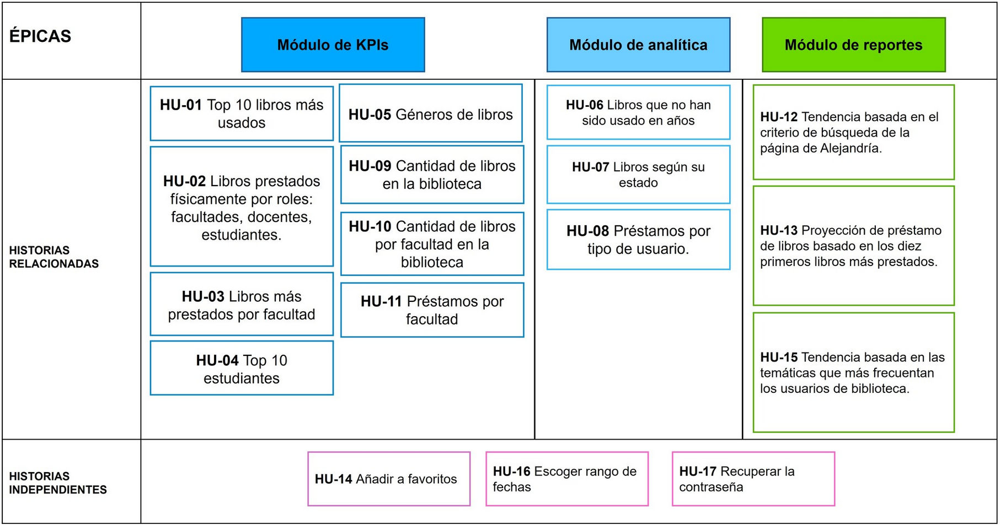 ÉPICAS
Módulo de KPIs
Módulo de analítica
Módulo de reportes
HISTORIAS
RELACIONADAS
HU-01 Top 10 libros más
usados
HU-02 Libros prestados
físicamente por roles:
facultades, docentes,
estudiantes.
HU-03 Libros más
prestados por facultad
HU-04 Top 10
estudiantes
HU-05 Géneros de libros
HU-09 Cantidad de libros
en la biblioteca
HU-10 Cantidad de libros
por facultad en la
biblioteca
HU-11 Préstamos por
facultad
HU-06 Libros que no han
sido usado en años
HU-07 Libros según su
estado
HU-08 Préstamos por
tipo de usuario.
HU-12 Tendencia basada en el
criterio de búsqueda de la
página de Alejandría.
HU-13 Proyección de préstamo
de libros basado en los diez
primeros libros más prestados.
HU-15 Tendencia basada en las
temáticas que más frecuentan
los usuarios de biblioteca.
HISTORIAS
INDEPENDIENTES
HU-14 Añadir a favoritos
HU-16 Escoger rango de
fechas
HU-17 Recuperar la
contraseña